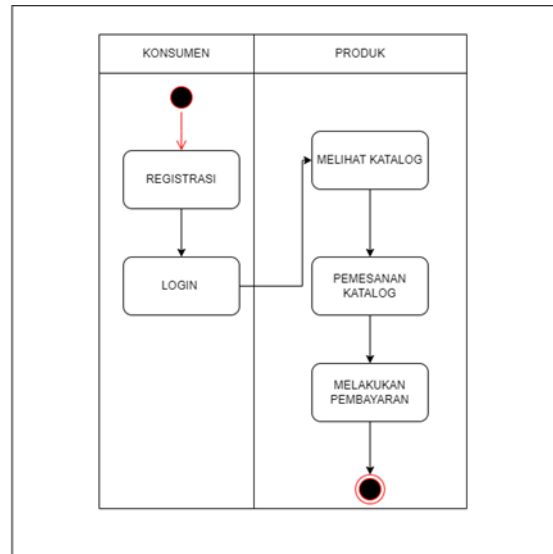 KONSUMEN
PRODUK
REGISTRASI
LOGIN
MELIHAT KATALOG
PEMESANAN
KATALOG
MELAKUKAN
PEMBAYARAN